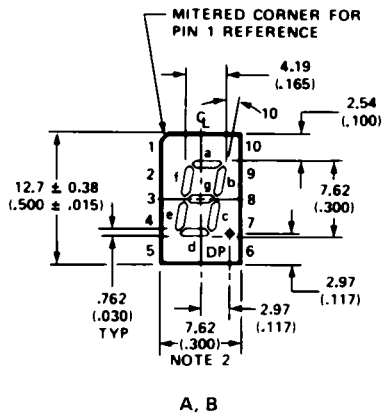 MITERED CORNER FOR
PIN 1 REFERENCE
4.19
(.165)
10
C
L
2.54
(.100)
1
10
a
12.7 ± 0.38
(.500 ± .015)
2
f
b
9
7.62
(.300)
3
g
8
4
e
c
7
5
d
DP
6
.762
(.030)
TYP
2.97
(.117)
2.97
(.117)
7.62
(.300)
NOTE 2
A, B